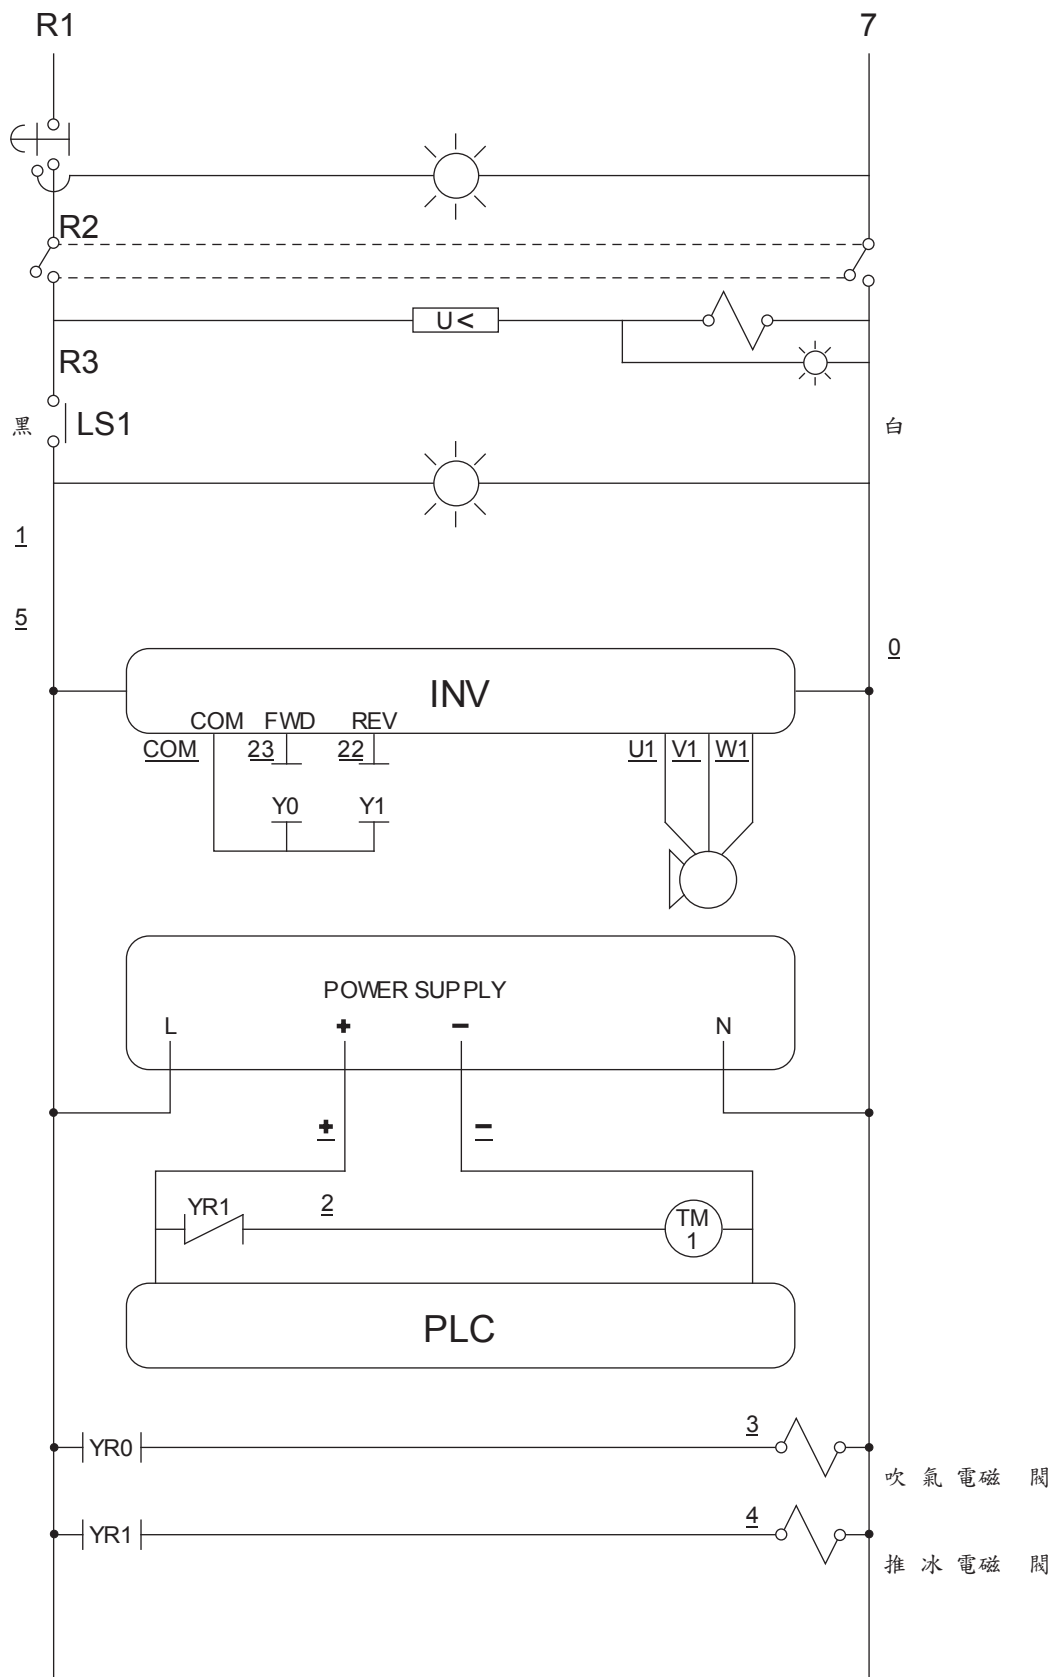 R1 7
R2
U<
R3
黑 LS1 白
1
5
0
INV
COM FWD REV
COM 23 22 U1 V1 W1
Y0 Y1
POWER SUPPLY
L + - N
+ -
YR1 2 TM
1
PLC
3
YR0
吹氣電磁閥
4
YR1
推冰電磁閥